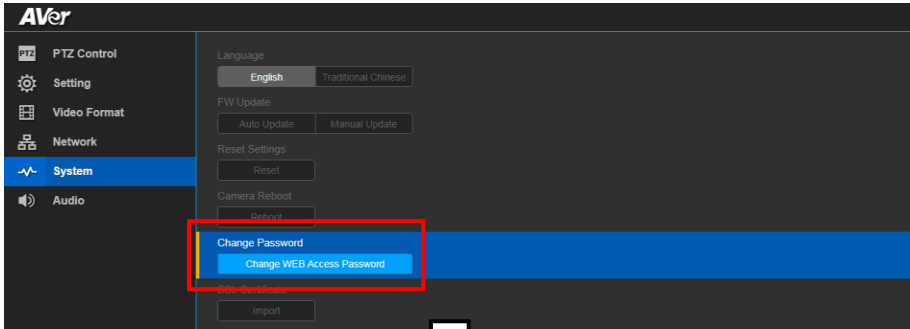 AVer
PTZ PTZ Control
Setting
Video Format
Network
System
Audio
Language
English Traditional Chinese
FW Update
Auto Update Manual Update
Reset Settings
Reset
Camera Reboot
Reboot
Change Password
Change WEB Access Password
SSL Certificate
Import